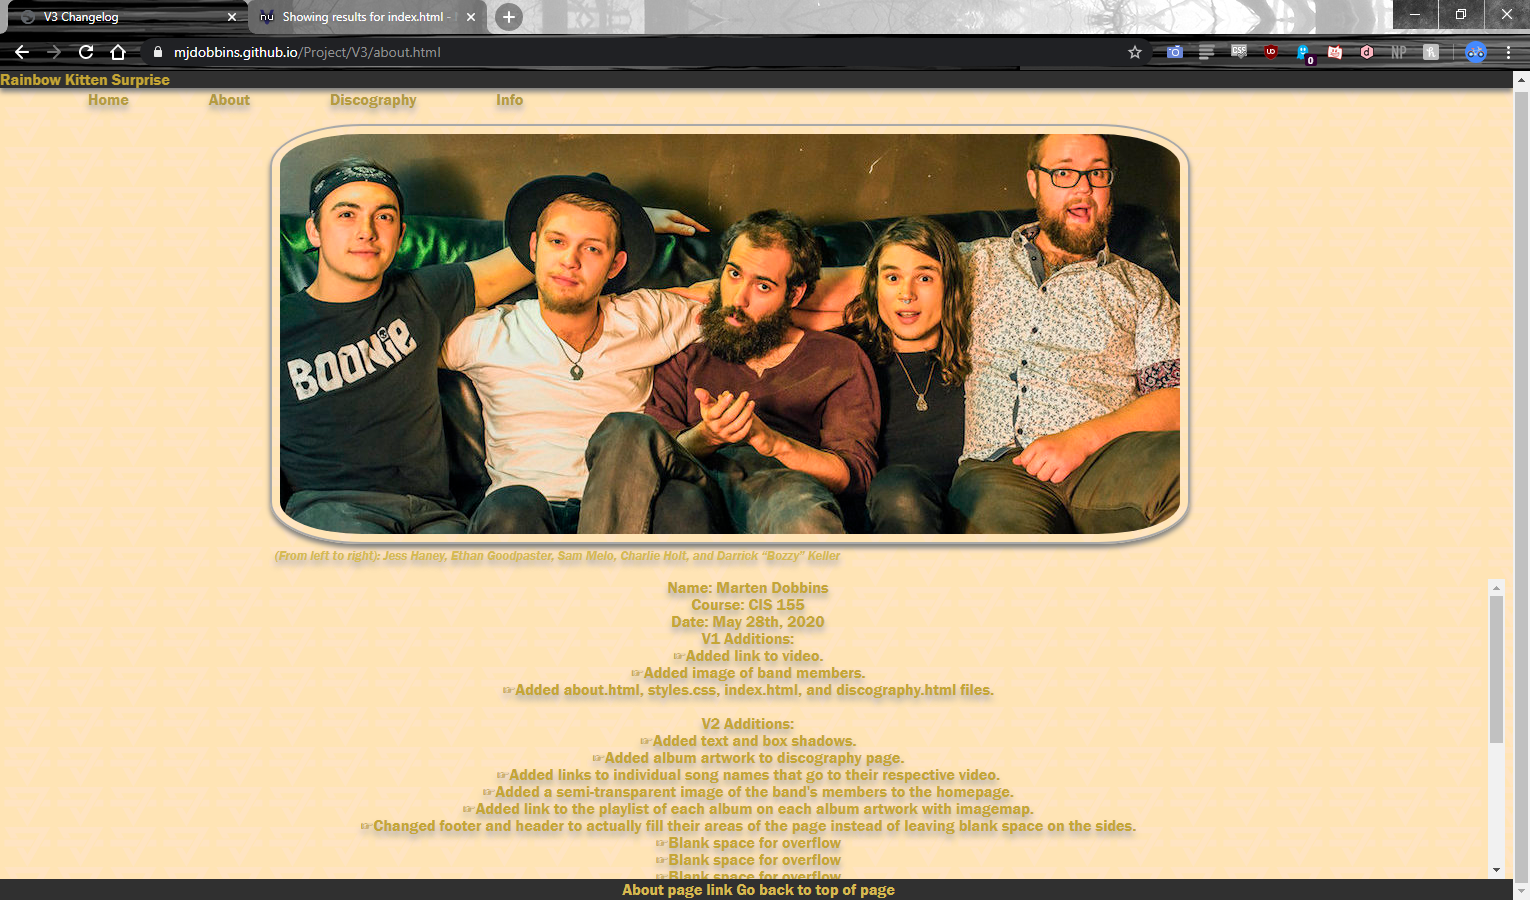 V3 Changelog
Showing results for index.html -
mjdobbins.github.io/Project/V3/about.html
Rainbow Kitten Surprise
Home About Discography Info
BOONIE
(From left to right): Jess Haney, Ethan Goodpaster, Sam Melo, Charlie Holt, and Darrick “Bozzy” Keller
Name: Marten Dobbins
Course: CIS 155
Date: May 28th, 2020
V1 Additions:
☞Added link to video.
☞Added image of band members.
☞Added about.html, styles.css, index.html, and discography.html files.
V2 Additions:
☞Added text and box shadows.
☞Added album artwork to discography page.
☞Added links to individual song names that go to their respective video.
☞Added a semi-transparent image of the band's members to the homepage.
☞Added link to the playlist of each album on each album artwork with imagemap.
☞Changed footer and header to actually fill their areas of the page instead of leaving blank space on the sides.
☞Blank space for overflow
☞Blank space for overflow
☞Blank space for overflow
About page link Go back to top of page